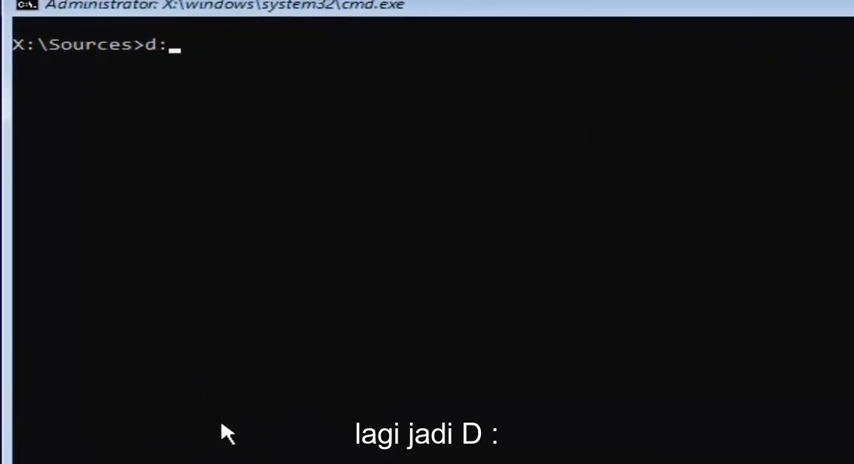 Administrator: X:\windows\system32\cmd.exe
X:\Sources>d:_
lagi jadi D :